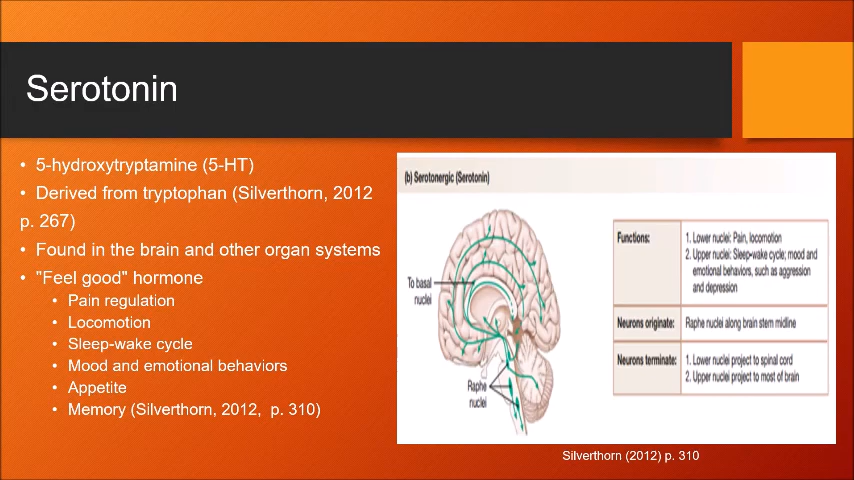 Serotonin
• 5-hydroxytryptamine (5-HT)
• Derived from tryptophan (Silverthorn, 2012
p. 267)
• Found in the brain and other organ systems
• "Feel good" hormone
• Pain regulation
• Locomotion
• Sleep-wake cycle
• Mood and emotional behaviors
• Appetite
• Memory (Silverthorn, 2012, p. 310)
(b) Serotonergic (Serotonin)
To basal
nuclei
Raphe
nuclei
Functions:
1. Lower nuclei: Pain, locomotion
2. Upper nuclei: Sleep-wake cycle; mood and
emotional behaviors, such as aggression
and depression
Neurons originate: Raphe nuclei along brain stem midline
Neurons terminate: 1. Lower nuclei project to spinal cord
2. Upper nuclei project to most of brain
Silverthorn (2012) p. 310